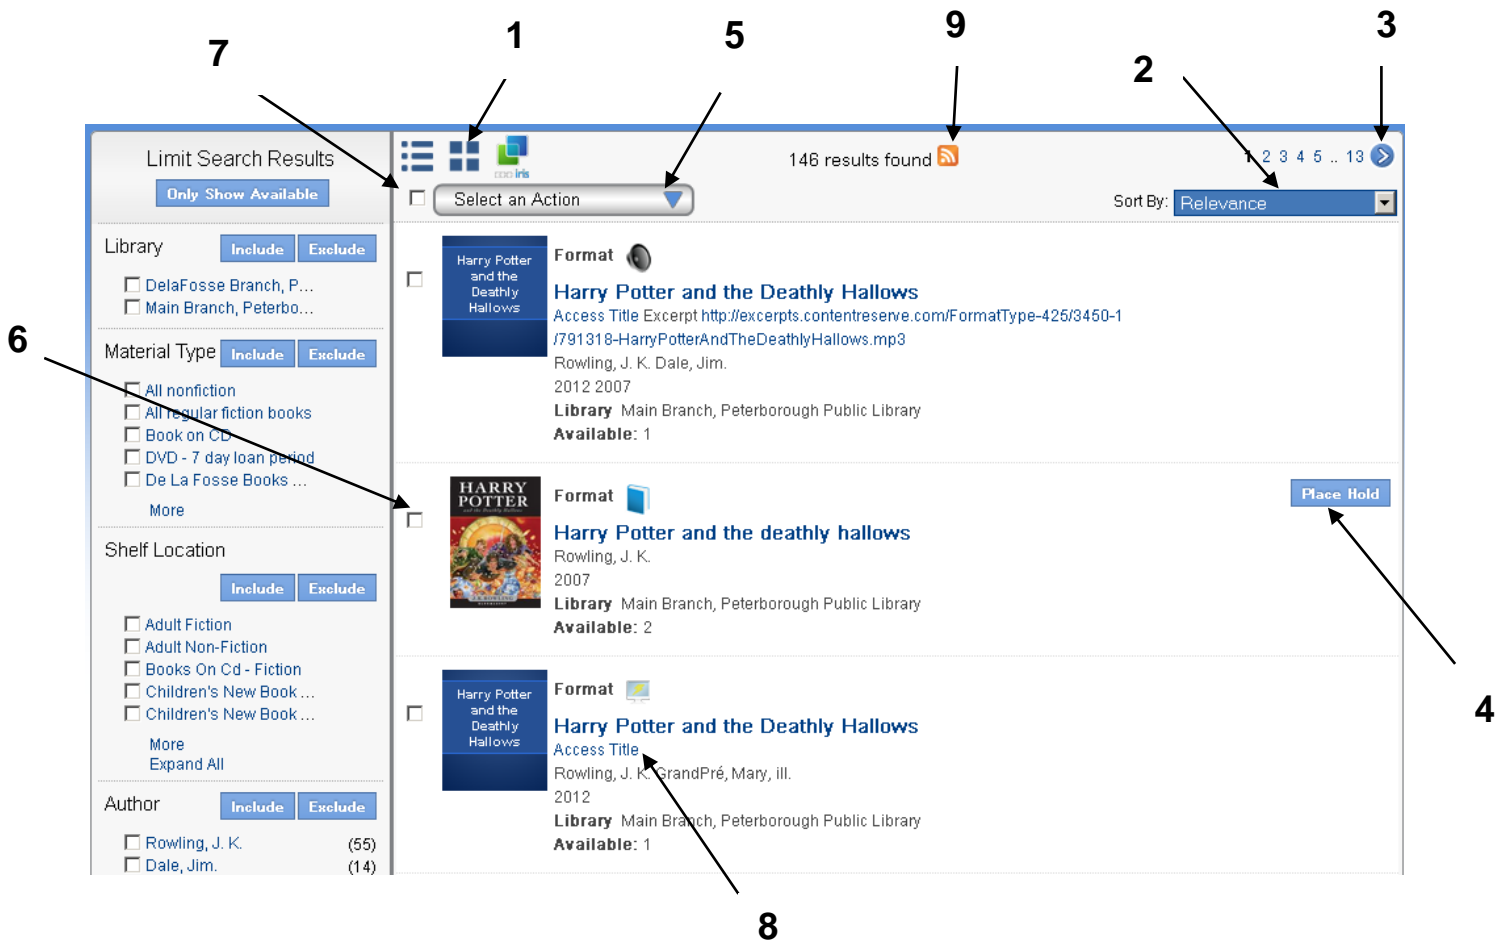 7
1
5
9
2
3
Limit Search Results
Only Show Available
iris
146 results found
1 2 3 4 5 .. 13
Select an Action
Sort By: Relevance
Library Include Exclude
DelaFosse Branch, P...
Main Branch, Peterbo...
6
Material Type Include Exclude
All nonfiction
All regular fiction books
Book on CD
DVD - 7 day loan period
De La Fosse Books ...
More
Shelf Location
Include Exclude
Adult Fiction
Adult Non-Fiction
Books On Cd - Fiction
Children's New Book ...
Children's New Book ...
More
Expand All
Author Include Exclude
Rowling, J. K. (55)
Dale, Jim. (14)
Harry Potter
and the
Deathly
Hallows
Format
Harry Potter and the Deathly Hallows
Access Title Excerpt http://excerpts.contentreserve.com/FormatType-425/3450-1
/791318-HarryPotterAndTheDeathlyHallows.mp3
Rowling, J. K. Dale, Jim.
2012 2007
Library Main Branch, Peterborough Public Library
Available: 1
HARRY
POTTER
Format
Place Hold
Harry Potter and the deathly hallows
Rowling, J. K.
2007
Library Main Branch, Peterborough Public Library
Available: 2
4
Harry Potter
and the
Deathly
Hallows
Format
Harry Potter and the Deathly Hallows
Access Title
Rowling, J. K. GrandPré, Mary, ill.
2012
Library Main Branch, Peterborough Public Library
Available: 1
8